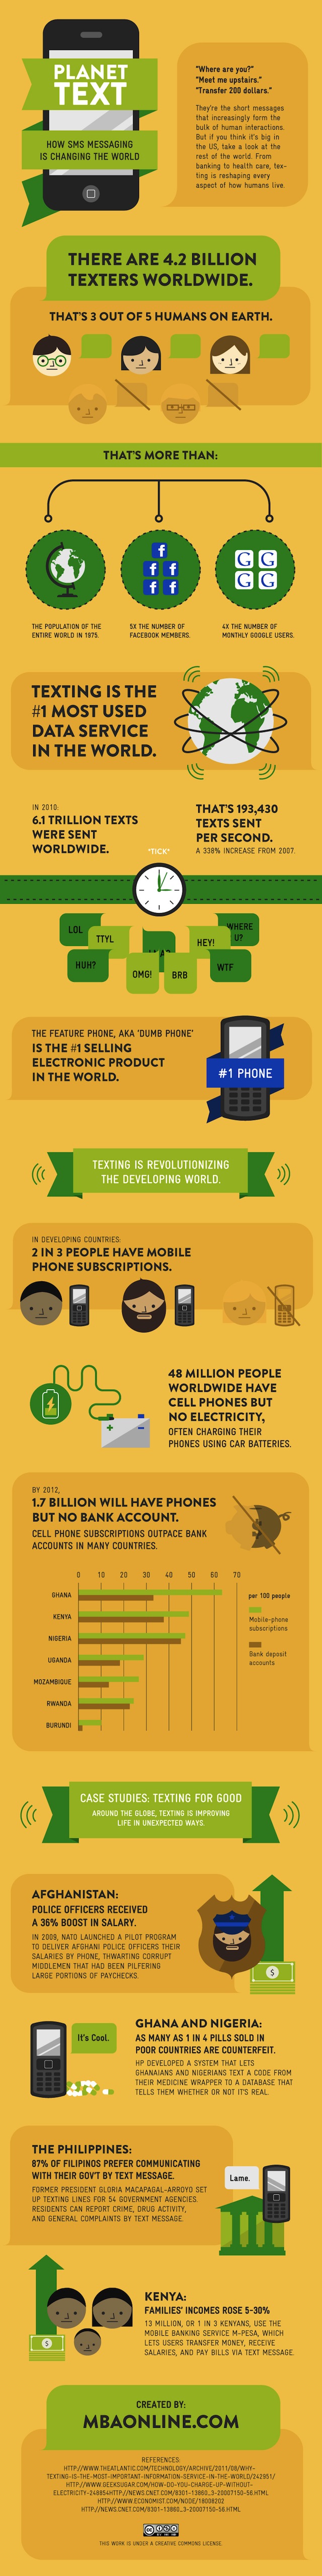 PLANET
TEXT
HOW SMS MESSAGING
IS CHANGING THE WORLD
"Where are you?"
"Meet me upstairs."
"Transfer 200 dollars."
They're the short messages
that increasingly form the
bulk of human interactions.
But if you think it's big in
the US, take a look at the
rest of the world. From
banking to health care, tex-
ting is reshaping every
aspect of how humans live.
THERE ARE 4.2 BILLION
TEXTERS WORLDWIDE.
THAT'S 3 OUT OF 5 HUMANS ON EARTH.
THAT'S MORE THAN:
f
f f
f f
G G
G G
THE POPULATION OF THE
ENTIRE WORLD IN 1975.
5X THE NUMBER OF
FACEBOOK MEMBERS.
4X THE NUMBER OF
MONTHLY GOOGLE USERS.
TEXTING IS THE
#1 MOST USED
DATA SERVICE
IN THE WORLD.
IN 2010:
6.1 TRILLION TEXTS
WERE SENT
WORLDWIDE.
THAT'S 193,430
TEXTS SENT
PER SECOND.
A 338% INCREASE FROM 2007.
*TICK*
LOL
TTYL
HEY!
WHERE
U?
HUH?
OMG!
BRB
WTF
THE FEATURE PHONE, AKA 'DUMB PHONE'
IS THE #1 SELLING
ELECTRONIC PRODUCT
IN THE WORLD.
#1 PHONE
TEXTING IS REVOLUTIONIZING
THE DEVELOPING WORLD.
IN DEVELOPING COUNTRIES:
2 IN 3 PEOPLE HAVE MOBILE
PHONE SUBSCRIPTIONS.
48 MILLION PEOPLE
WORLDWIDE HAVE
CELL PHONES BUT
NO ELECTRICITY,
OFTEN CHARGING THEIR
PHONES USING CAR BATTERIES.
BY 2012,
1.7 BILLION WILL HAVE PHONES
BUT NO BANK ACCOUNT.
CELL PHONE SUBSCRIPTIONS OUTPACE BANK
ACCOUNTS IN MANY COUNTRIES.
0 10 20 30 40 50 60 70
per 100 people
Mobile-phone
subscriptions
Bank deposit
accounts
GHANA
KENYA
NIGERIA
UGANDA
MOZAMBIQUE
RWANDA
BURUNDI
CASE STUDIES: TEXTING FOR GOOD
AROUND THE GLOBE, TEXTING IS IMPROVING
LIFE IN UNEXPECTED WAYS.
AFGHANISTAN:
POLICE OFFICERS RECEIVED
A 36% BOOST IN SALARY.
IN 2009, NATO LAUNCHED A PILOT PROGRAM
TO DELIVER AFGHANI POLICE OFFICERS THEIR
SALARIES BY PHONE, THWARTING CORRUPT
MIDDLEMEN THAT HAD BEEN PILFERING
LARGE PORTIONS OF PAYCHECKS.
$
It's Cool.
GHANA AND NIGERIA:
AS MANY AS 1 IN 4 PILLS SOLD IN
POOR COUNTRIES ARE COUNTERFEIT.
HP DEVELOPED A SYSTEM THAT LETS
GHANAIANS AND NIGERIANS TEXT A CODE FROM
THEIR MEDICINE WRAPPER TO A DATABASE THAT
TELLS THEM WHETHER OR NOT IT'S REAL.
THE PHILIPPINES:
87% OF FILIPINOS PREFER COMMUNICATING
WITH THEIR GOV'T BY TEXT MESSAGE.
FORMER PRESIDENT GLORIA MACAPAGAL-ARROYO SET
UP TEXTING LINES FOR 54 GOVERNMENT AGENCIES.
RESIDENTS CAN REPORT CRIME, DRUG ACTIVITY,
AND GENERAL COMPLAINTS BY TEXT MESSAGE.
Lame.
$
KENYA:
FAMILIES' INCOMES ROSE 5-30%
13 MILLION, OR 1 IN 3 KENYANS, USE THE
MOBILE BANKING SERVICE M-PESA, WHICH
LETS USERS TRANSFER MONEY, RECEIVE
SALARIES, AND PAY BILLS VIA TEXT MESSAGE.
CREATED BY:
MBAONLINE.COM
REFERENCES:
HTTP://WWW.THEATLANTIC.COM/TECHNOLOGY/ARCHIVE/2011/08/WHY-
TEXTING-IS-THE-MOST-IMPORTANT-INFORMATION-SERVICE-IN-THE-WORLD/242951/
HTTP://WWW.GEEKSUGAR.COM/HOW-DO-YOU-CHARGE-UP-WITHOUT-
HTTP://WWW.ECONOMIST.COM/NODE/18008202
HTTP://NEWS.CNET.COM/8301-13860_3-20007150-56.HTML
THIS WORK IS UNDER A CREATIVE COMMONS LICENSE.